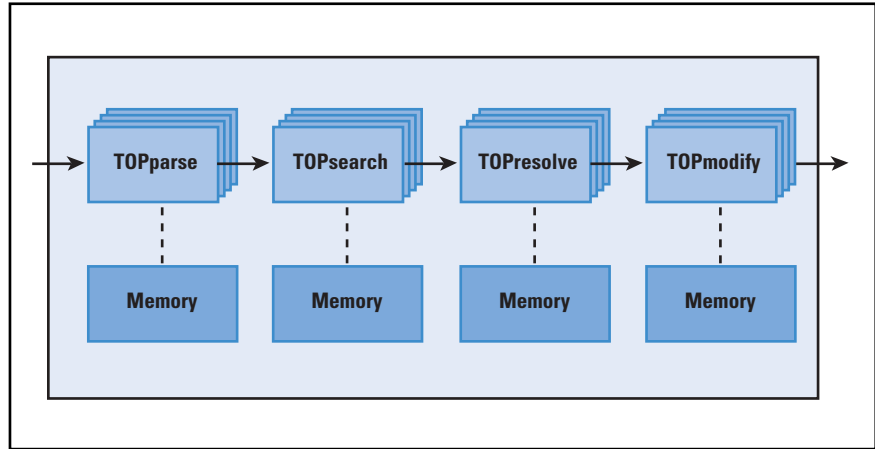 TOPparse
TOPsearch
TOPresolve
TOPmodify
Memory
Memory
Memory
Memory